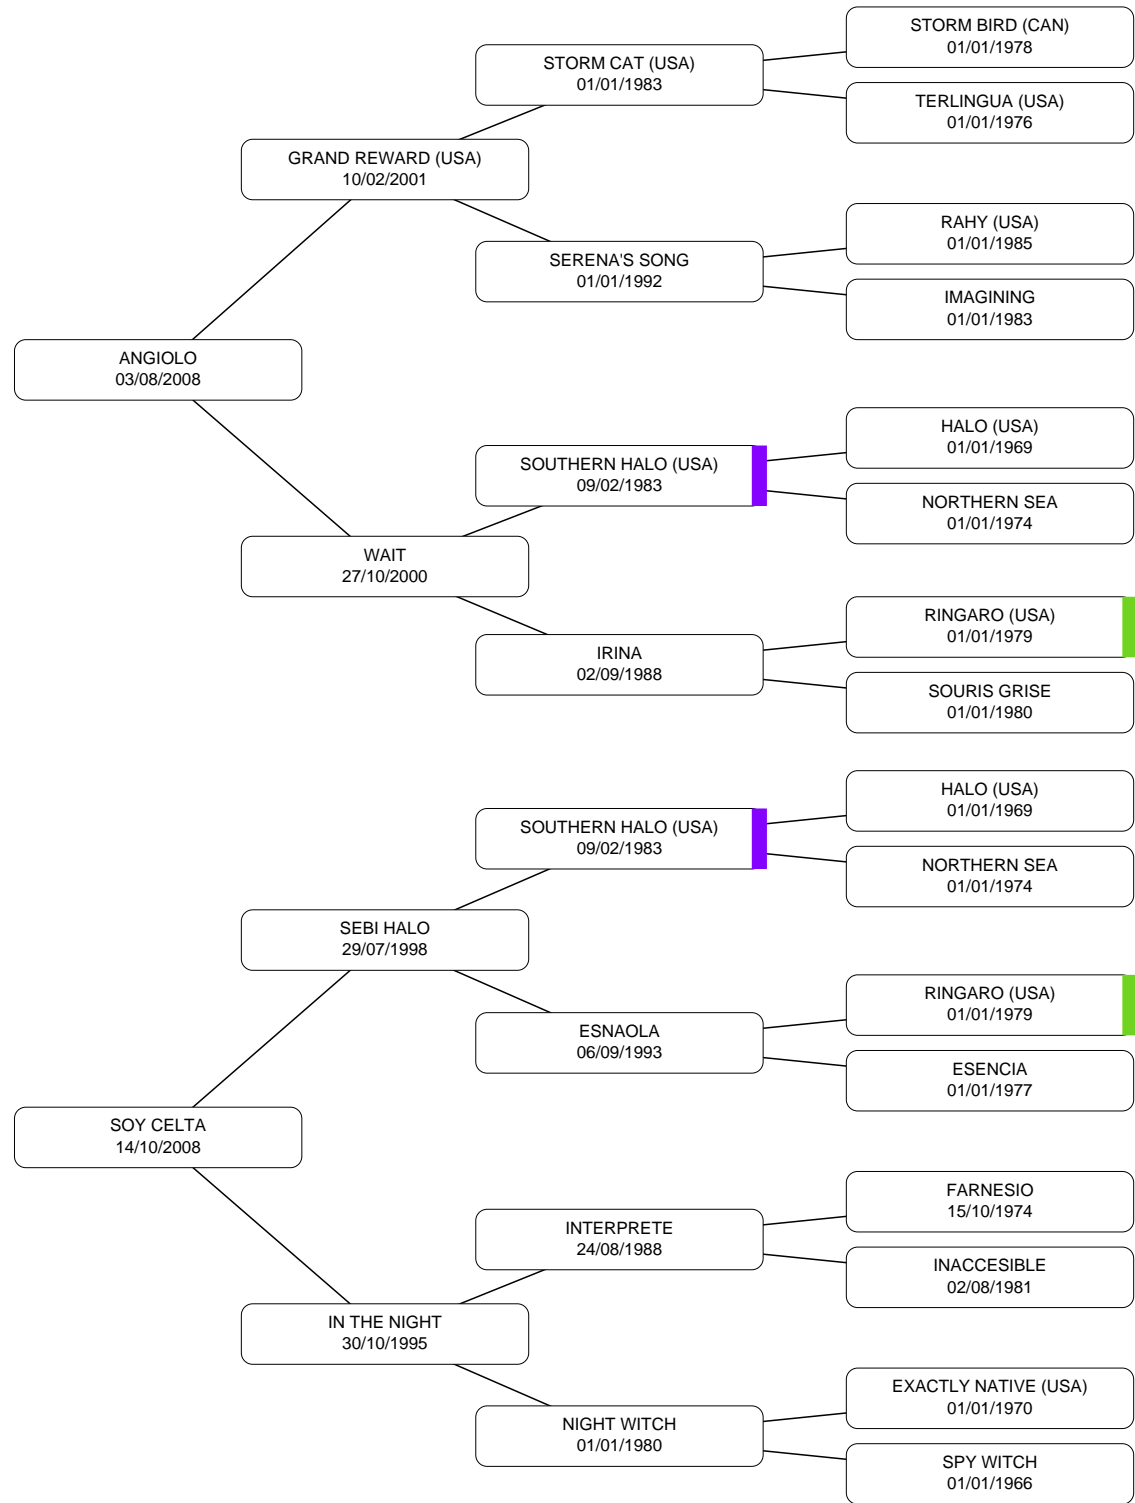 STORM BIRD (CAN)
01/01/1978
STORM CAT (USA)
01/01/1983
TERLINGUA (USA)
01/01/1976
GRAND REWARD (USA)
10/02/2001
RAHY (USA)
01/01/1985
SERENA'S SONG
01/01/1992
IMAGINING
01/01/1983
ANGIOLO
03/08/2008
HALO (USA)
01/01/1969
SOUTHERN HALO (USA)
09/02/1983
NORTHERN SEA
01/01/1974
WAIT
27/10/2000
RINGARO (USA)
01/01/1979
IRINA
02/09/1988
SOURIS GRISE
01/01/1980
HALO (USA)
01/01/1969
SOUTHERN HALO (USA)
09/02/1983
NORTHERN SEA
01/01/1974
SEBI HALO
29/07/1998
RINGARO (USA)
01/01/1979
ESNAOLA
06/09/1993
ESENCIA
01/01/1977
SOY CELTA
14/10/2008
FARNESIO
15/10/1974
INTERPRETE
24/08/1988
INACCESIBLE
02/08/1981
IN THE NIGHT
30/10/1995
EXACTLY NATIVE (USA)
01/01/1970
NIGHT WITCH
01/01/1980
SPY WITCH
01/01/1966